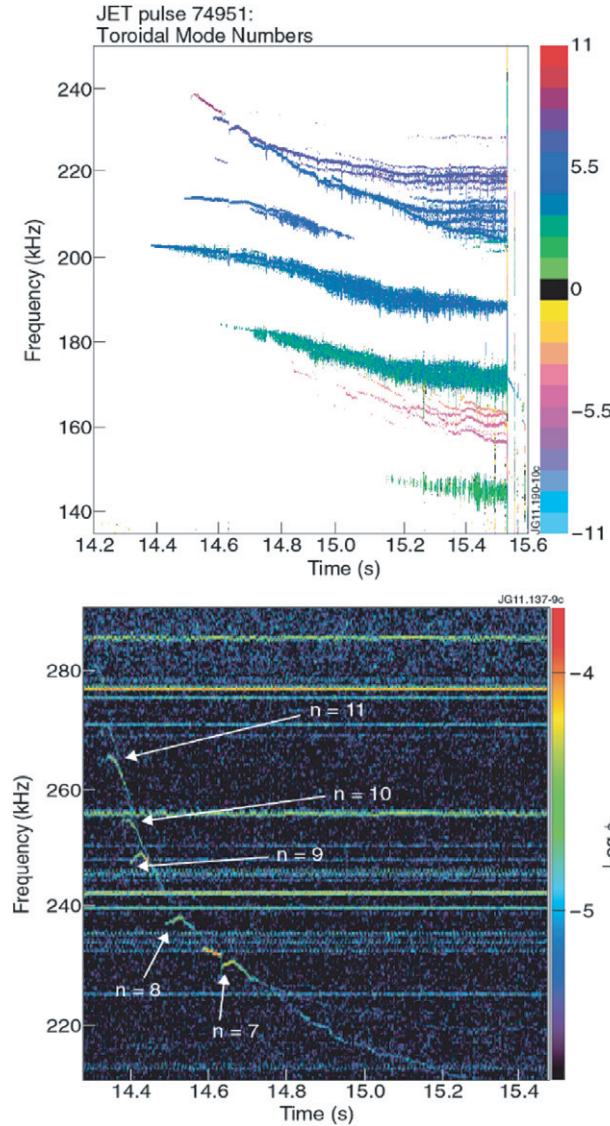 JET pulse 74951:
Toroidal Mode Numbers
240
220
200
180
160
140
Frequency (kHz)
14.2 14.4 14.6 14.8 15.0 15.2 15.4 15.6
Time (s)
11
5.5
0
−5.5
−11
JG11.190-10c
JG11.137-9c
280
260
240
220
Frequency (kHz)
n = 11
n = 10
n = 9
n = 8
n = 7
14.4 14.6 14.8 15.0 15.2 15.4
Time (s)
−4
−5
Log